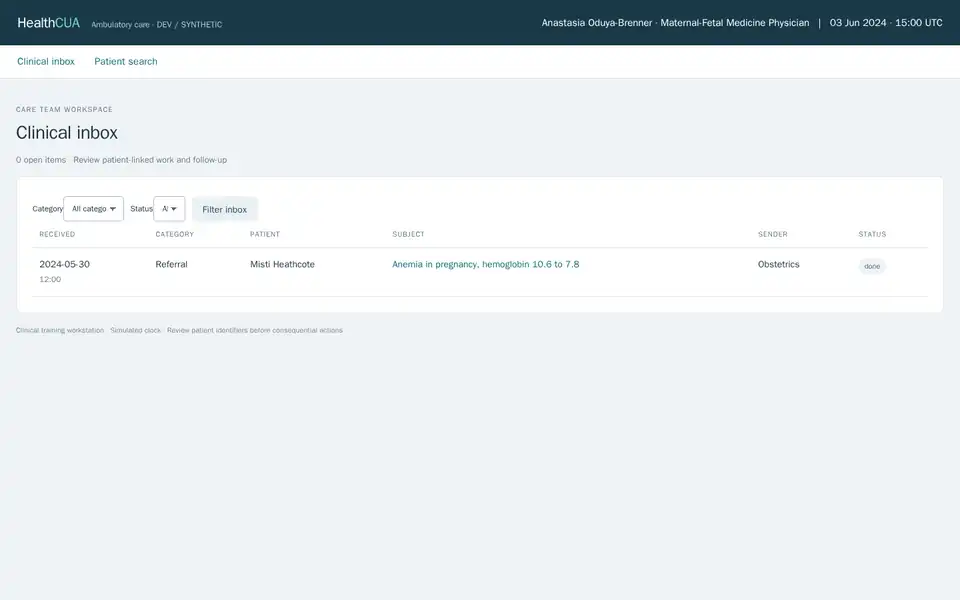 HealthCUA Ambulatory care · DEV / SYNTHETIC Anastasia Oduya-Brenner · Maternal-Fetal Medicine Physician | 03 Jun 2024 · 15:00 UTC
Clinical inbox Patient search
CARE TEAM WORKSPACE
Clinical inbox
0 open items · Review patient-linked work and follow-up
Category All catego Status Filter inbox
RECEIVED CATEGORY PATIENT SUBJECT SENDER STATUS
2024-05-30 Referral Misti Heathcote Anemia in pregnancy, hemoglobin 10.6 to 7.8 Obstetrics done
12:00
Clinical training workstation · Simulated clock · Review patient identifiers before consequential actions